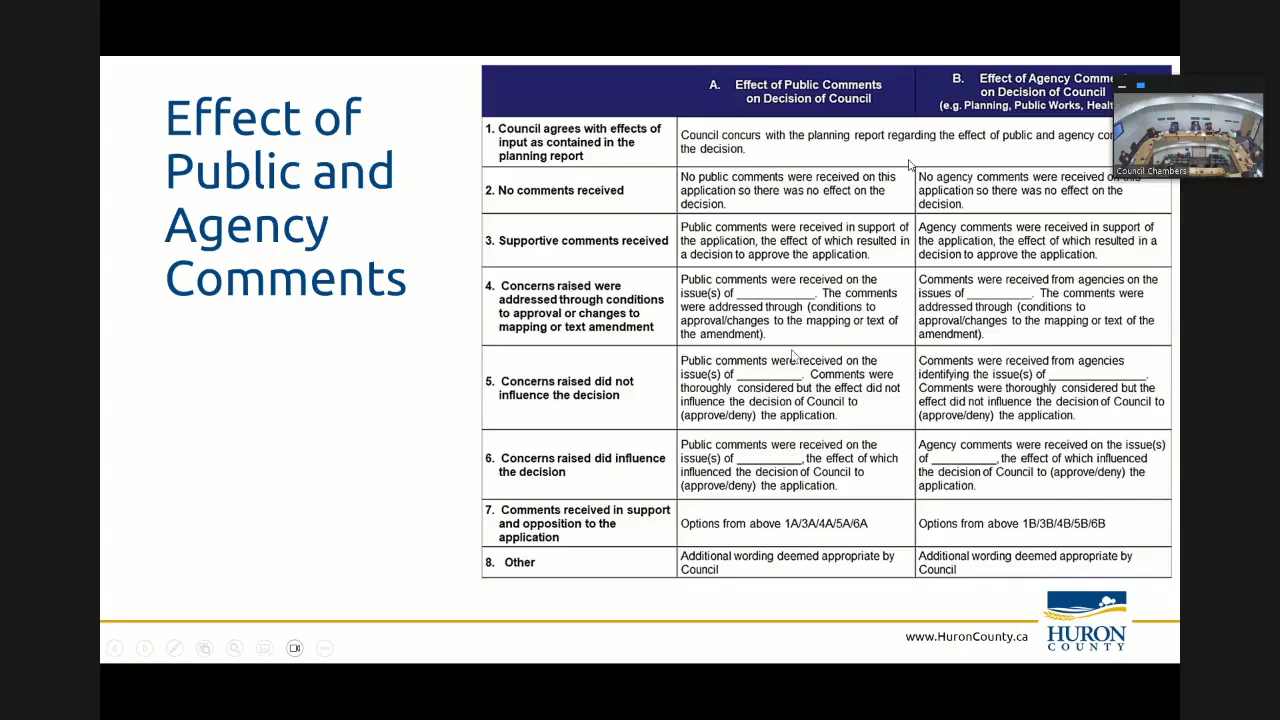 Effect of
Public and
Agency
Comments
A. Effect of Public Comments
on Decision of Council
B. Effect of Agency
on Decision of Council
(e.g. Planning, Public Works,
1. Council agrees with effects of
input as contained in the
planning report
Council concurs with the planning report regarding the effect of public and agency
the decision.
2. No comments received
No public comments were received on this
application so there was no effect on the
decision.
No agency comments were received on this
application so there was no effect on the
decision.
3. Supportive comments received
Public comments were received in support of
the application, the effect of which resulted in
a decision to approve the application.
Agency comments were received in support of
the application, the effect of which resulted in a
decision to approve the application.
4. Concerns raised were
addressed through conditions
to approval or changes to
mapping or text amendment
Public comments were received on the
issue(s) of ____________. The comments
were addressed through (conditions to
approval/changes to the mapping or text of
the amendment).
Comments were received from agencies on the
issues of __________. The comments were
addressed through (conditions to
approval/changes to the mapping or text of the
amendment).
5. Concerns raised did not
influence the decision
Public comments were received on the
issue(s) of __________. Comments were
thoroughly considered but the effect did not
influence the decision of Council to
(approve/deny) the application.
Comments were received from agencies
identifying the issue(s) of _______________.
Comments were thoroughly considered but the
effect did not influence the decision of Council to
(approve/deny) the application.
6. Concerns raised did influence
the decision
Public comments were received on the
issue(s) of __________, the effect of which
influenced the decision of Council to
(approve/deny) the application.
Agency comments were received on the issue(s)
of __________, the effect of which influenced
the decision of Council to (approve/deny) the
application.
7. Comments received in support
and opposition to the
application
Options from above 1A/3A/4A/5A/6A
Options from above 1B/3B/4B/5B/6B
8. Other
Additional wording deemed appropriate by
Council
Additional wording deemed appropriate by
Council
Council Chambers
www.HuronCounty.ca
HURON
COUNTY